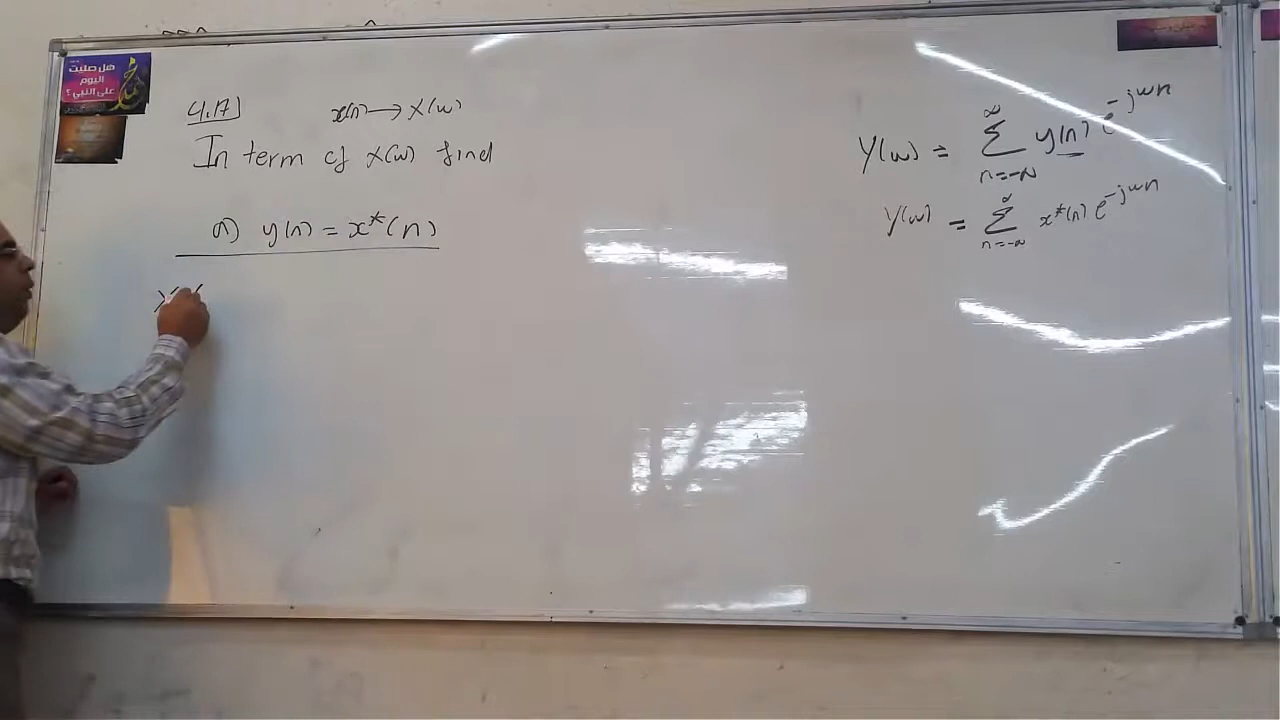 هل صليت
اليوم
على النبي ؟
4.17] x(n) → X(ω)
In term of X(ω) find
a) y(n) = x*(n)
Y(ω) = ∑ y(n) e^-jωn
n=-∞
∞
Y(ω) = ∑ x*(n) e^-jωn
n=-∞
∞